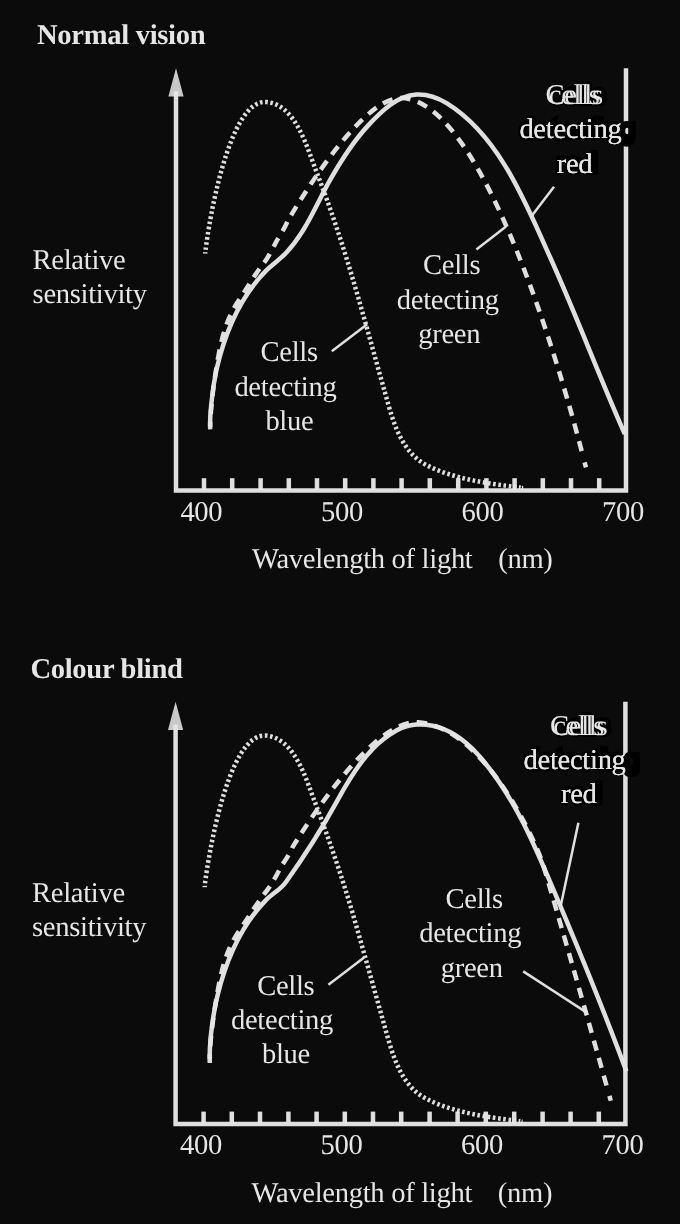 Normal vision
Cells
detecting
red
Relative
sensitivity
Cells
detecting
green
Cells
detecting
blue
400
500
600
700
Wavelength of light (nm)
Colour blind
Cells
detecting
red
Relative
sensitivity
Cells
detecting
green
Cells
detecting
blue
400
500
600
700
Wavelength of light (nm)